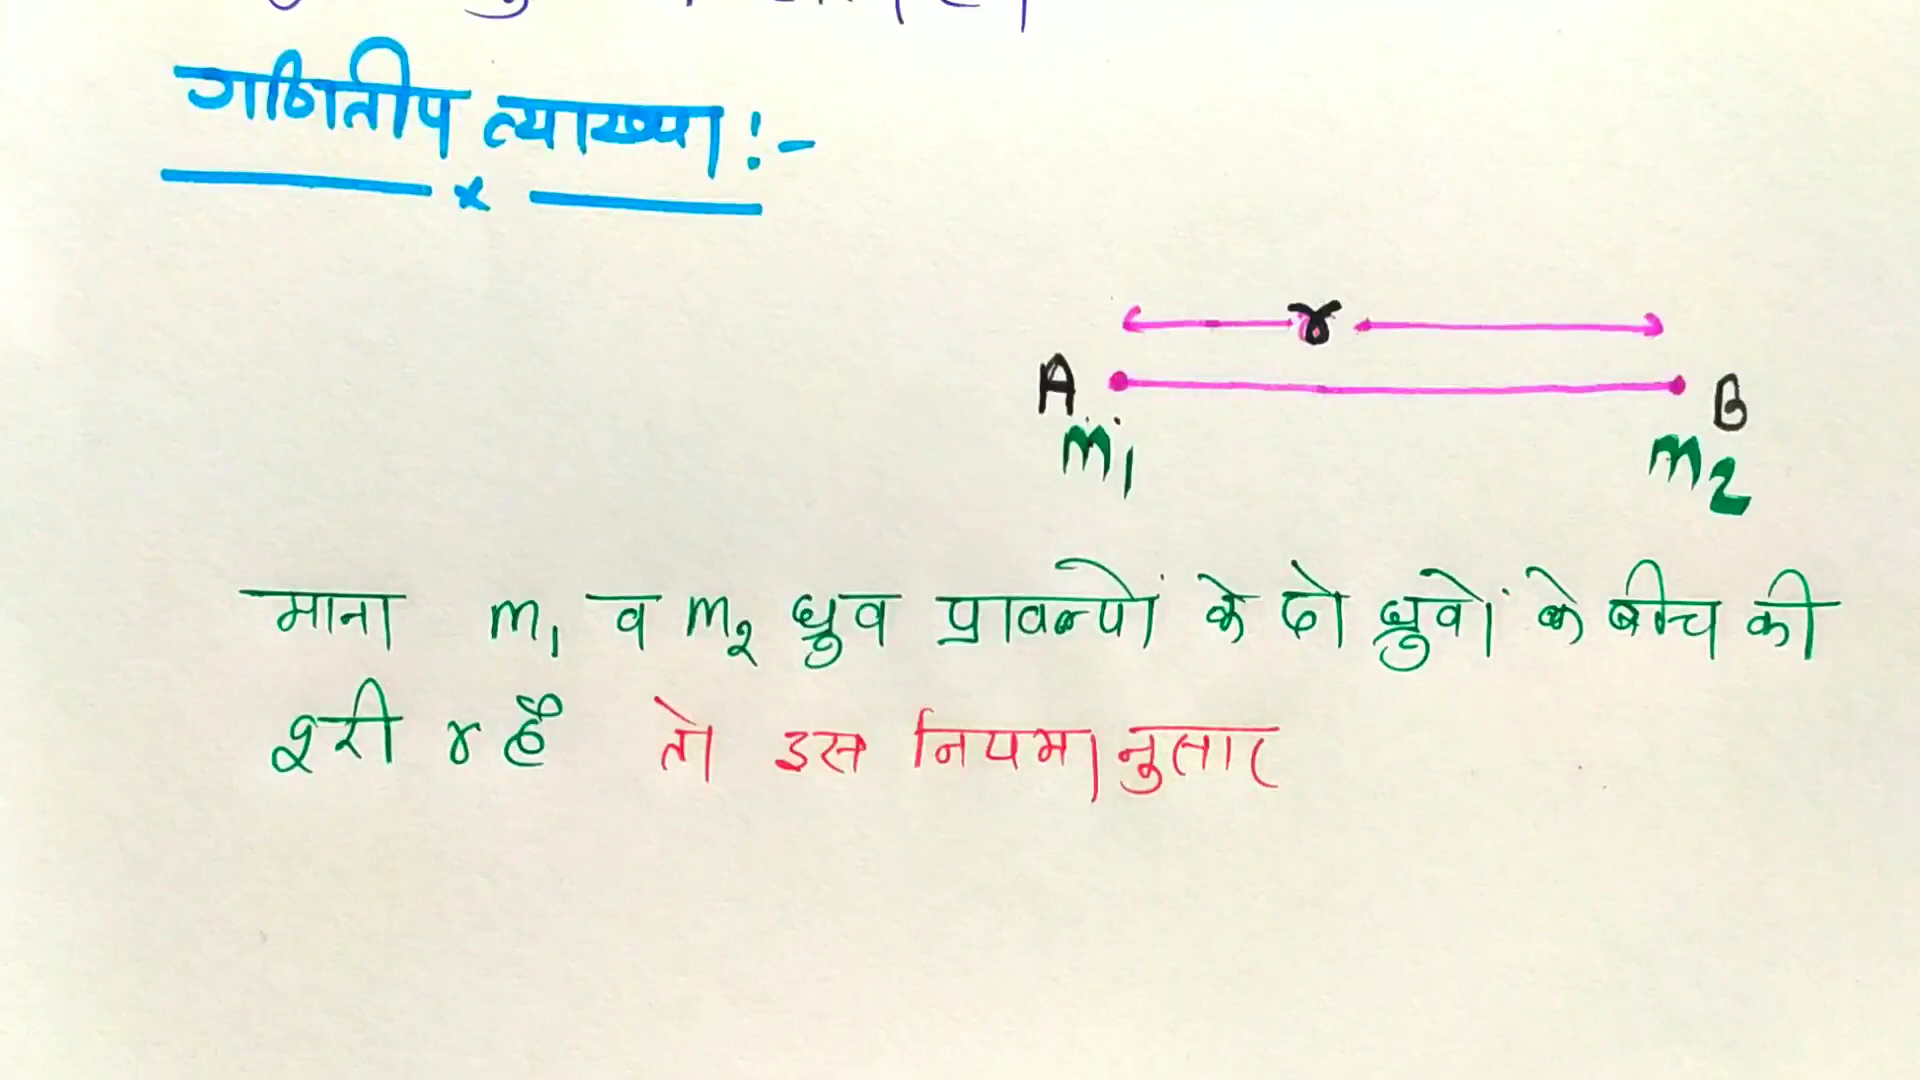 गणितीय व्याख्या :-
x
r
A
B
m1
m2
माना m1 व m2 ध्रुव प्राबल्यों के दो ध्रुवों के बीच की
दूरी r है तो इस नियमानुसार